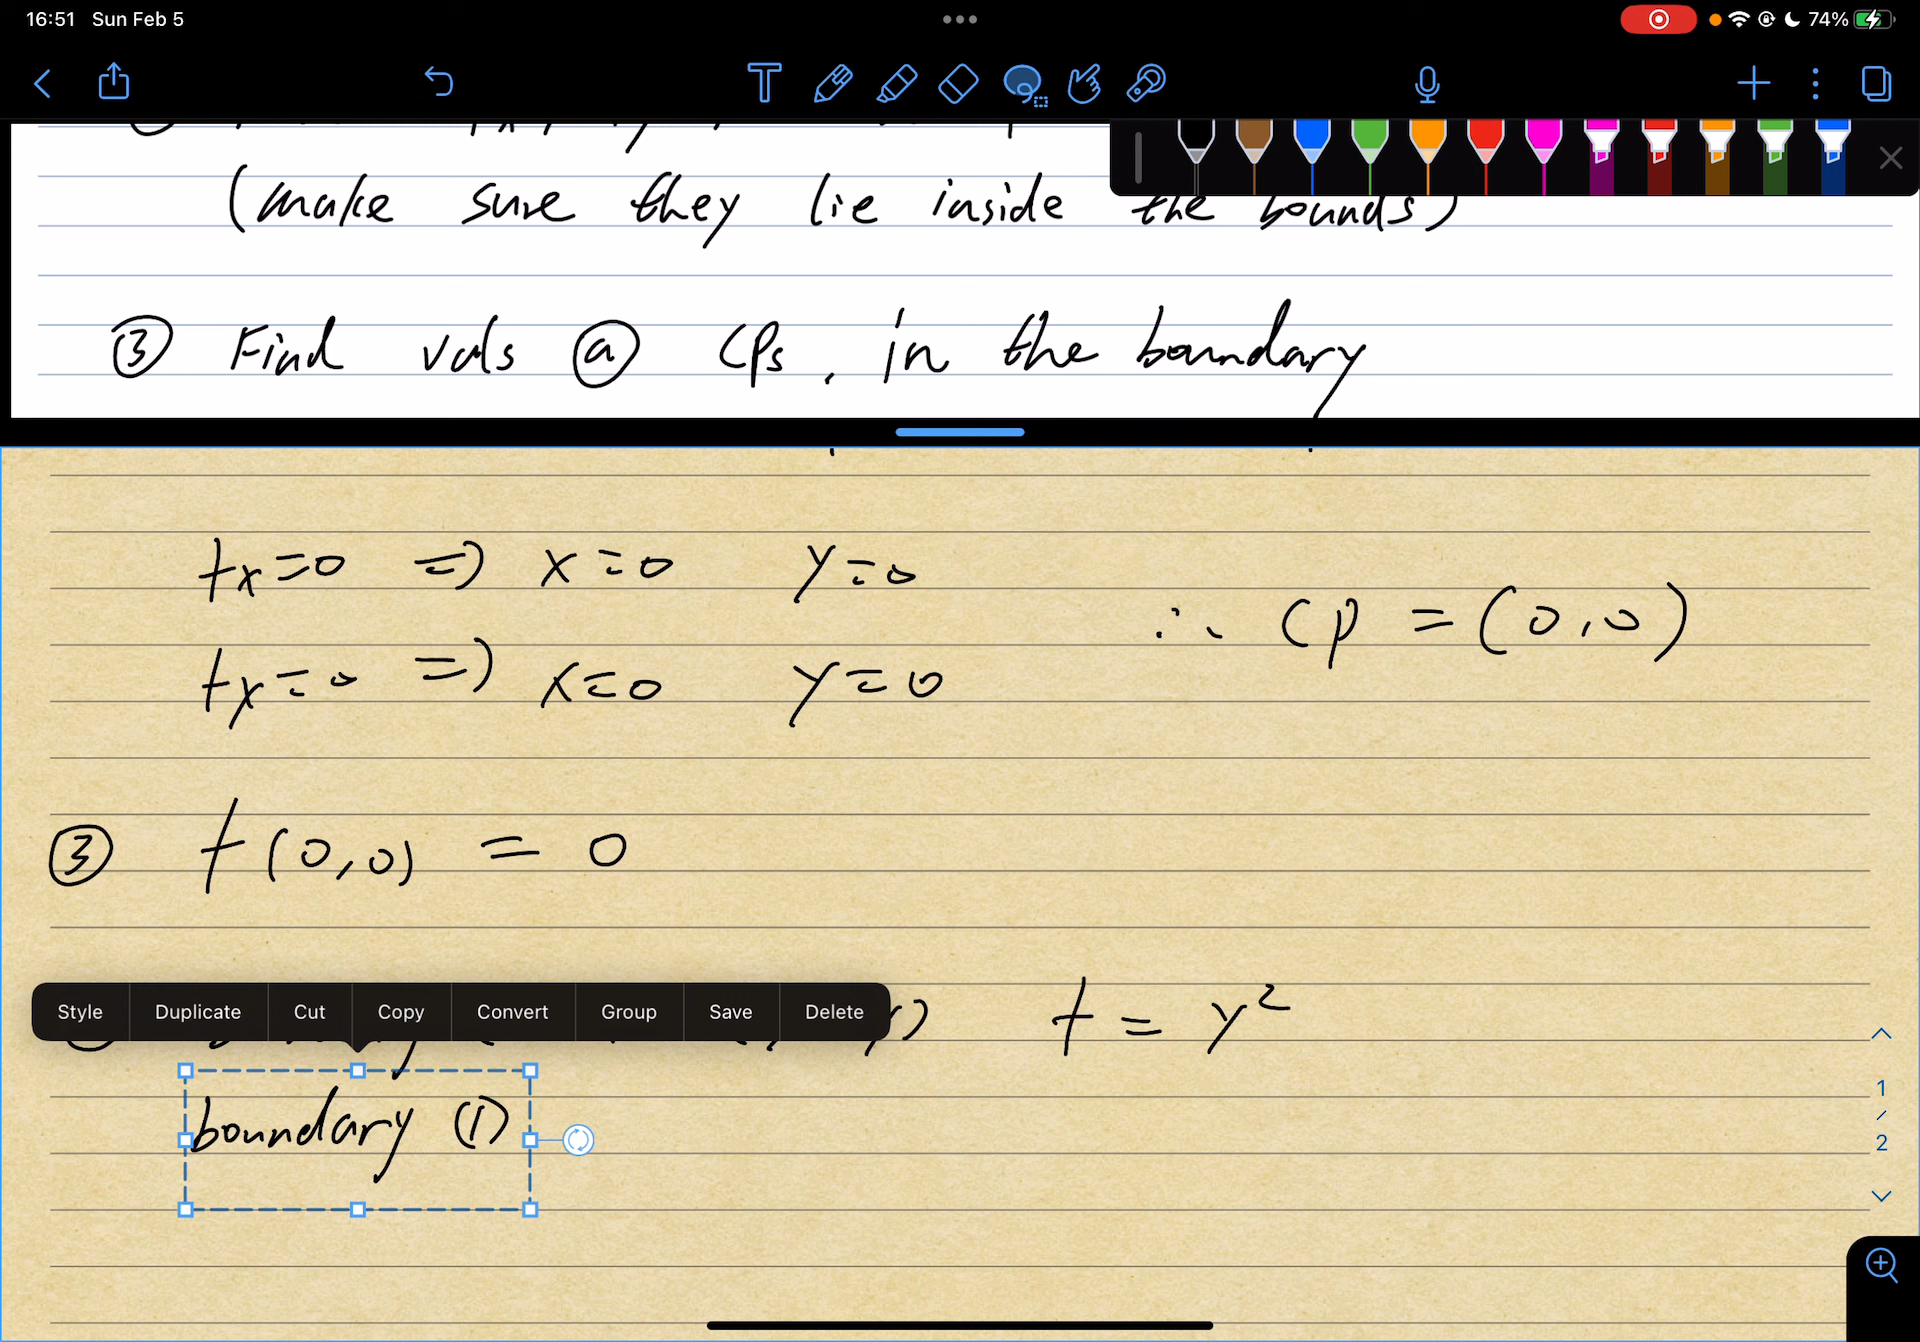 16:51 Sun Feb 5 74%
(make sure they lie inside the bounds)
③ Find vals @ CPs, in the boundary
fx=0 => x=0 y=0
∴ CP = (0,0)
fx=0 => x=0 y=0
③ f(0,0) = 0
Style Duplicate Cut Copy Convert Group Save Delete
f = y²
boundary (1)
1 / 2